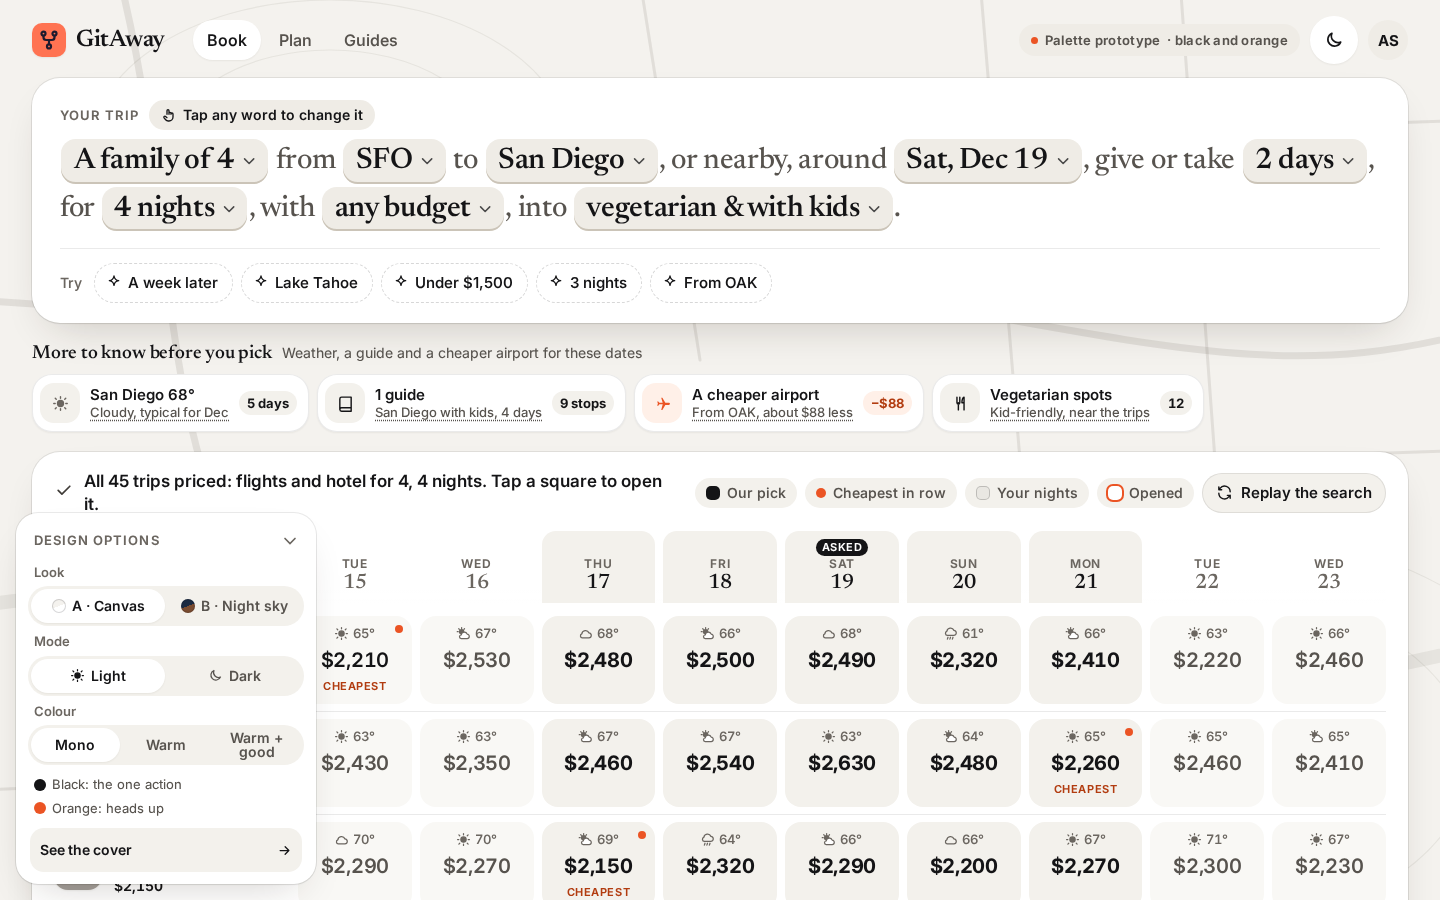 GitAway
Book Plan Guides
Palette prototype · black and orange
AS
YOUR TRIP Tap any word to change it
A family of 4 from SFO to San Diego , or nearby, around Sat, Dec 19 , give or take 2 days ,
for 4 nights , with any budget , into vegetarian & with kids .
Try A week later Lake Tahoe Under $1,500 3 nights From OAK
More to know before you pick Weather, a guide and a cheaper airport for these dates
San Diego 68°
Cloudy, typical for Dec
5 days
1 guide
San Diego with kids, 4 days
9 stops
A cheaper airport
From OAK, about $88 less
−$88
Vegetarian spots
Kid-friendly, near the trips
12
All 45 trips priced: flights and hotel for 4, 4 nights. Tap a square to open
it.
Our pick Cheapest in row Your nights Opened Replay the search
DESIGN OPTIONS
Look
A · Canvas B · Night sky
Mode
Light Dark
Colour
Mono Warm Warm +
good
Black: the one action
Orange: heads up
See the cover
$2,150
ASKED
TUE WED THU FRI SAT SUN MON TUE WED
15 16 17 18 19 20 21 22 23
65° 67° 68° 66° 68° 61° 66° 63° 66°
$2,210 $2,530 $2,480 $2,500 $2,490 $2,320 $2,410 $2,220 $2,460
CHEAPEST
63° 63° 67° 67° 63° 64° 65° 65° 65°
$2,430 $2,350 $2,460 $2,540 $2,630 $2,480 $2,260 $2,460 $2,410
CHEAPEST
70° 70° 69° 64° 66° 66° 67° 71° 67°
$2,290 $2,270 $2,150 $2,320 $2,290 $2,200 $2,270 $2,300 $2,230
CHEAPEST